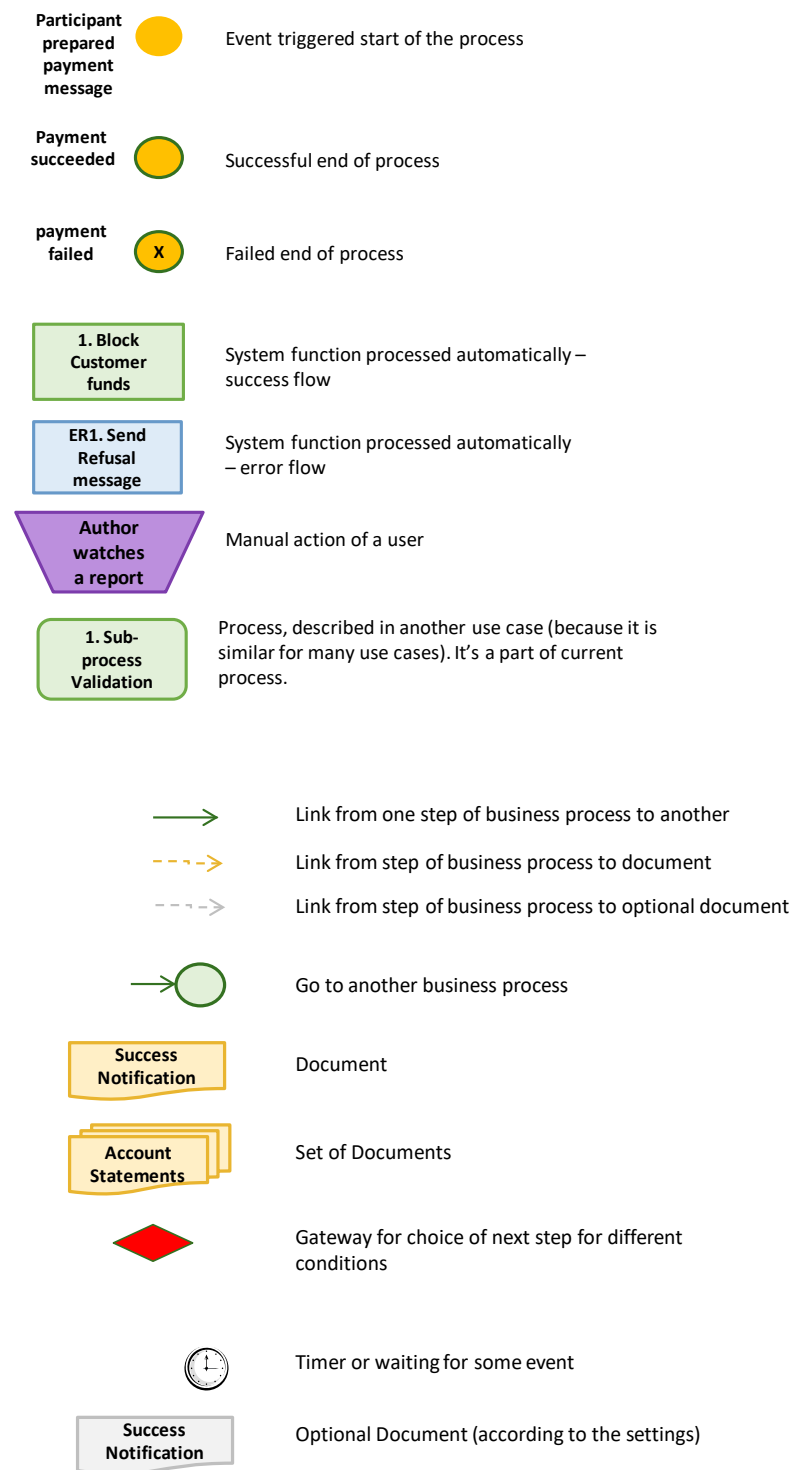 Participant
prepared
payment
message
Event triggered start of the process
Payment
succeeded
Successful end of process
payment
failed
X
Failed end of process
1. Block
Customer
funds
System function processed automatically –
success flow
ER1. Send
Refusal
message
System function processed automatically
– error flow
Author
watches
a report
Manual action of a user
1. Sub-
process
Validation
Process, described in another use case (because it is
similar for many use cases). It’s a part of current
process.
Link from one step of business process to another
Link from step of business process to document
Link from step of business process to optional document
Go to another business process
Success
Notification
Document
Account
Statements
Set of Documents
Gateway for choice of next step for different
conditions
Timer or waiting for some event
Success
Notification
Optional Document (according to the settings)